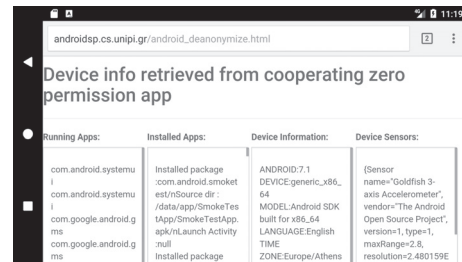 4G 11:19
androidsp.cs.unipi.gr/android_deanonymize.html
2
Device info retrieved from cooperating zero
permission app
Running Apps:
com.android.systemu
i
com.android.systemu
i
com.google.android.g
ms
com.google.android.g
ms
Installed Apps:
Installed package
:com.android.smoket
est/nSource dir :
/data/app/SmokeTes
tApp/SmokeTestApp.
apk/nLaunch Activity
:null
Installed package
Device Information:
ANDROID:7.1
DEVICE:generic_x86_
64
MODEL:Android SDK
built for x86_64
LANGUAGE:English
TIME
ZONE:Europe/Athens
Device Sensors:
{Sensor
name="Goldfish 3-
axis Accelerometer",
vendor="The Android
Open Source Project",
version=1, type=1,
maxRange=2.8,
resolution=2.480159E